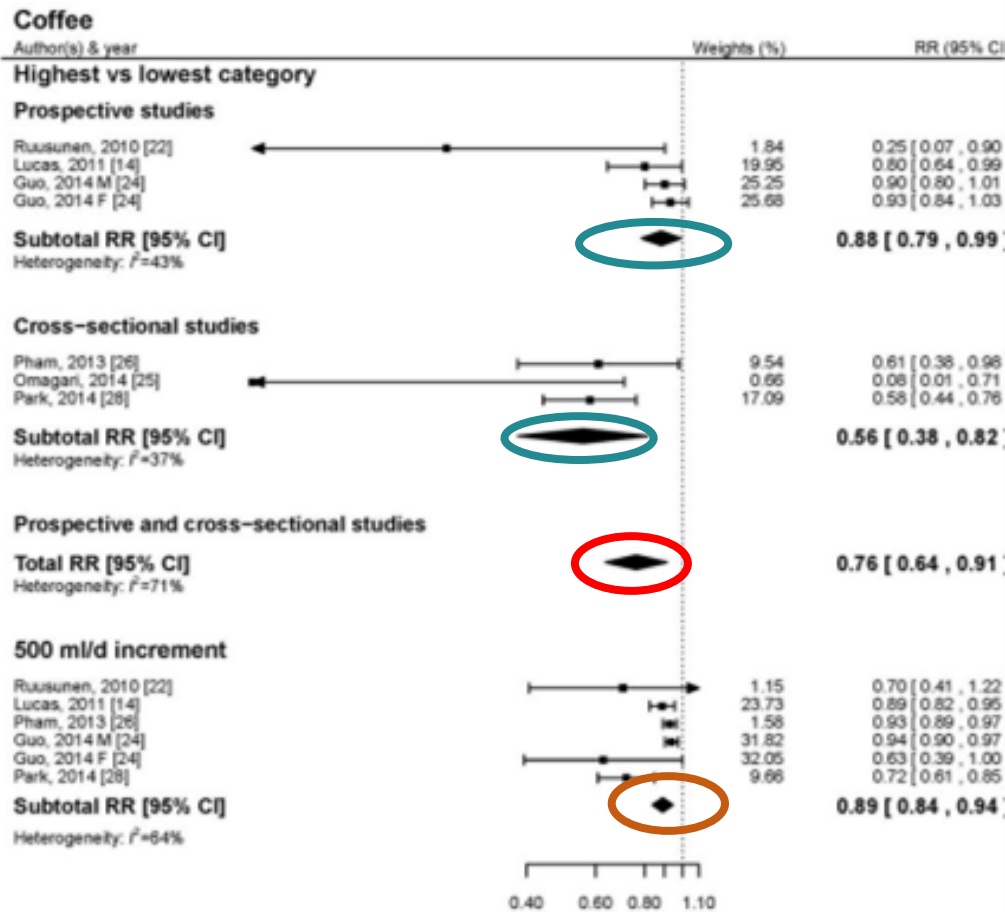 Coffee
Author(s) & year Weights (%) RR (95% CI
Highest vs lowest category
Prospective studies
Ruusunen, 2010 [22] 1.84 0.25 [ 0.07 , 0.90
Lucas, 2011 [14] 19.95 0.80 [ 0.64 , 0.99
Guo, 2014 M [24] 25.25 0.90 [ 0.80 , 1.01
Guo, 2014 F [24] 25.68 0.93 [ 0.84 , 1.03
Subtotal RR [95% CI] 0.88 [ 0.79 , 0.99 ]
Heterogeneity: I²=43%
Cross−sectional studies
Pham, 2013 [26] 9.54 0.61 [ 0.38 , 0.98
Omagari, 2014 [25] 0.66 0.08 [ 0.01 , 0.71
Park, 2014 [28] 17.09 0.58 [ 0.44 , 0.76
Subtotal RR [95% CI] 0.56 [ 0.38 , 0.82 ]
Heterogeneity: I²=37%
Prospective and cross−sectional studies
Total RR [95% CI] 0.76 [ 0.64 , 0.91 ]
Heterogeneity: I²=71%
500 ml/d increment
Ruusunen, 2010 [22] 1.15 0.70 [ 0.41 , 1.22
Lucas, 2011 [14] 23.73 0.89 [ 0.82 , 0.95
Pham, 2013 [26] 1.58 0.93 [ 0.89 , 0.97
Guo, 2014 M [24] 31.82 0.94 [ 0.90 , 0.97
Guo, 2014 F [24] 32.05 0.63 [ 0.39 , 1.00
Park, 2014 [28] 9.66 0.72 [ 0.61 , 0.85
Subtotal RR [95% CI] 0.89 [ 0.84 , 0.94 ]
Heterogeneity: I²=64%
0.40 0.60 0.80 1.10